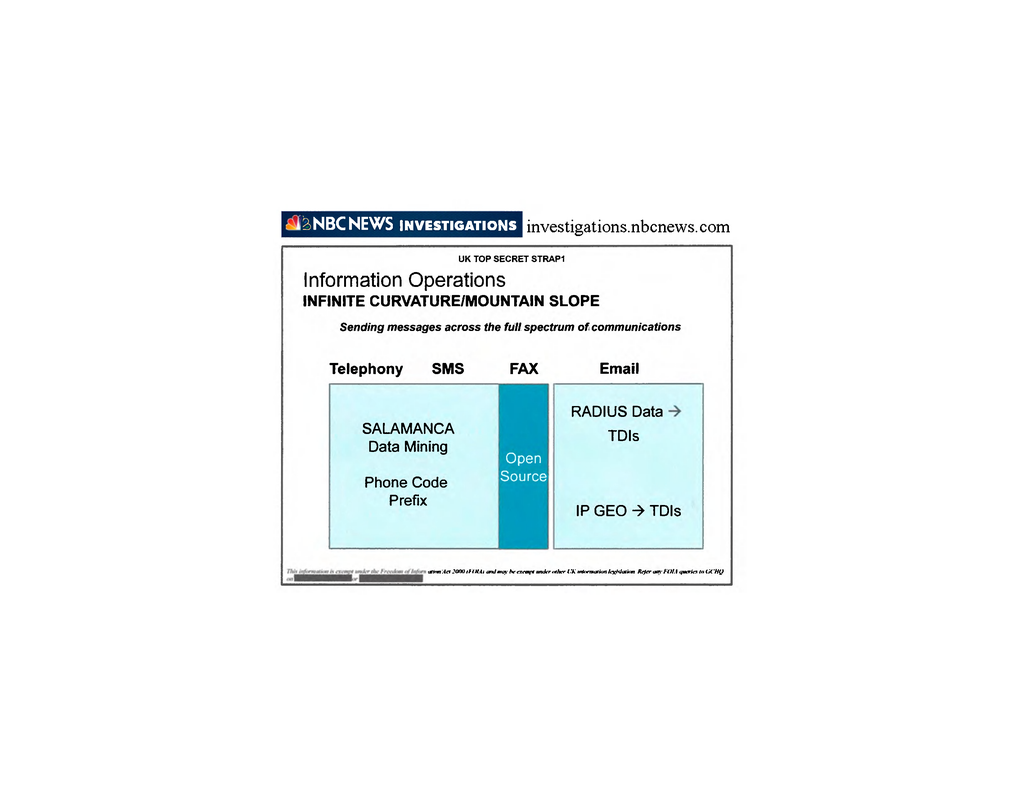 NBC NEWS INVESTIGATIONS investigations.nbcnews.com
UK TOP SECRET STRAP1
Information Operations
INFINITE CURVATURE/MOUNTAIN SLOPE
Sending messages across the full spectrum of communications
Telephony SMS FAX Email
SALAMANCA
Data Mining
Phone Code
Prefix
Open
Source
RADIUS Data →
TDIs
IP GEO → TDIs
This information is exempt under the Freedom of Information Act 2000 (FOIA) and may be exempt under other UK information legislation. Refer any FOIA queries to GCHQ
on or